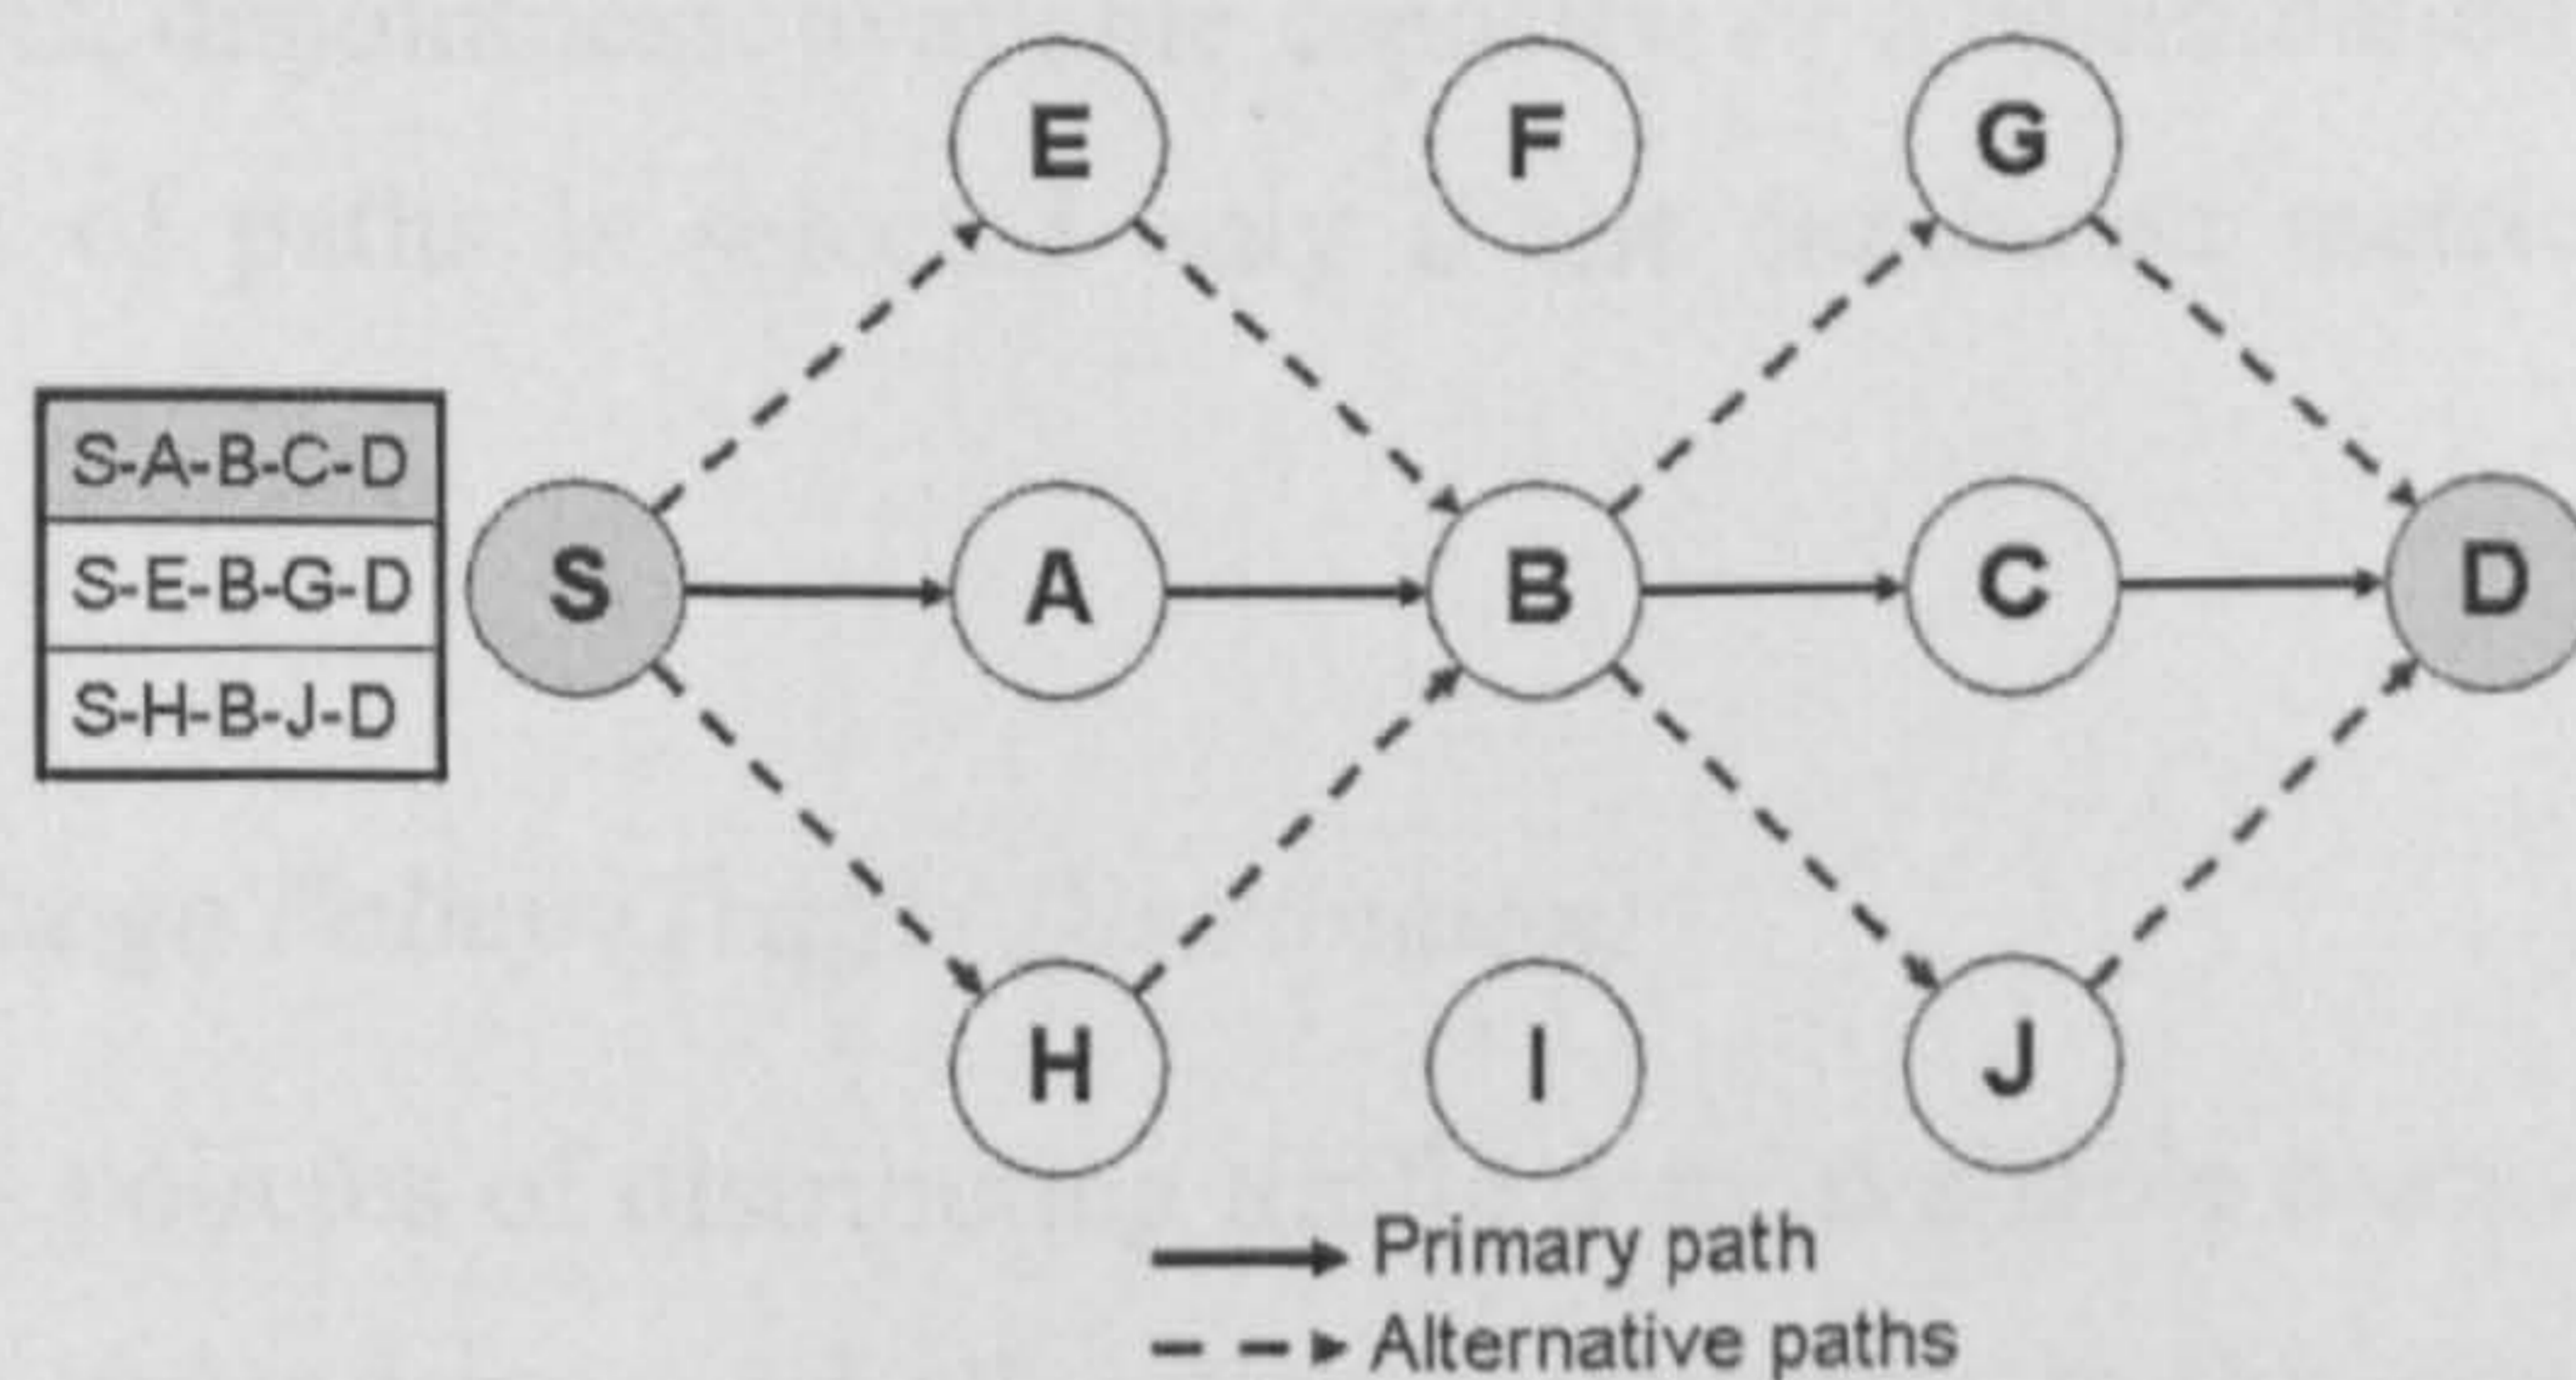 E
F
G
S-A-B-C-D
S-E-B-G-D
S-H-B-J-D
S
A
B
C
D
H
I
J
Primary path
Alternative paths